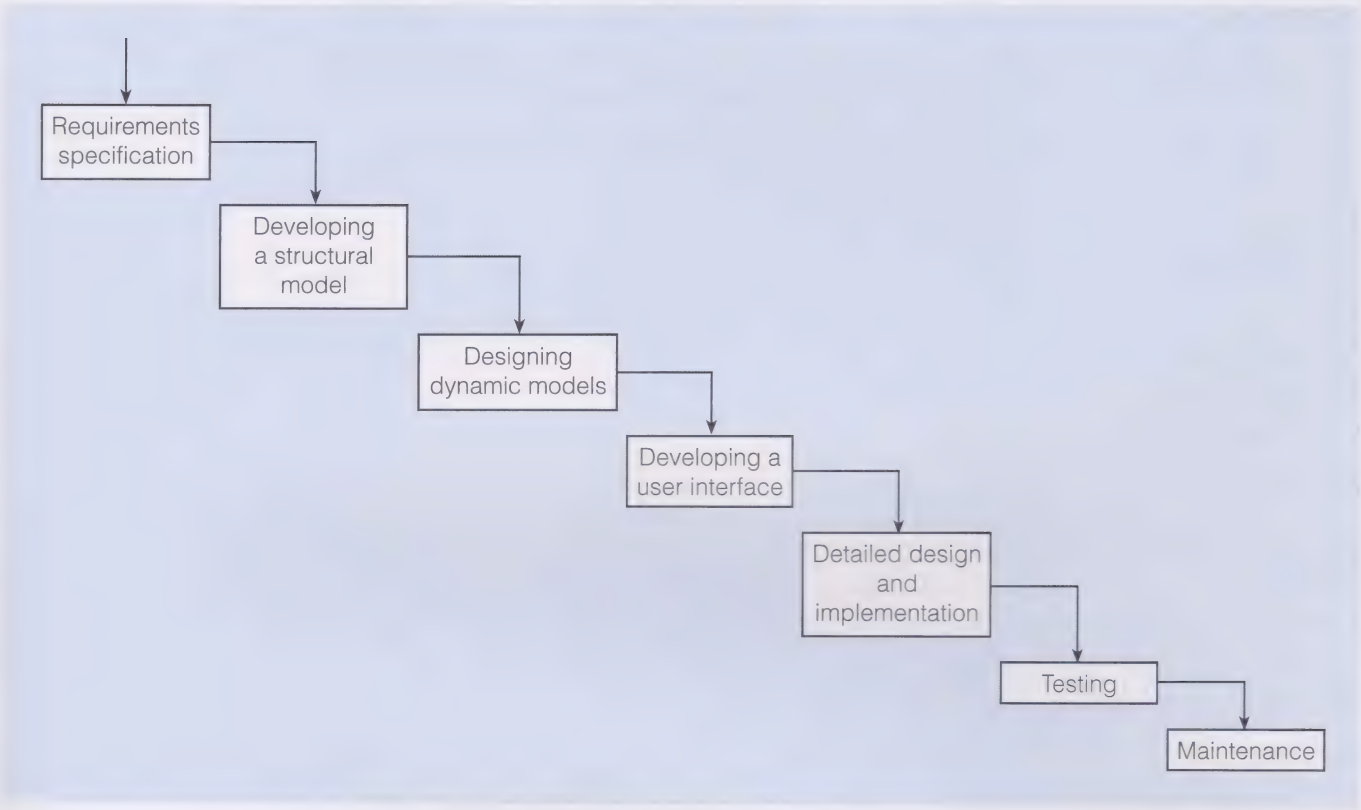 Requirements
specification
Developing
a structural
model
Designing
dynamic models
Developing a
user interface
Detailed design
and
implementation
Testing
Maintenance